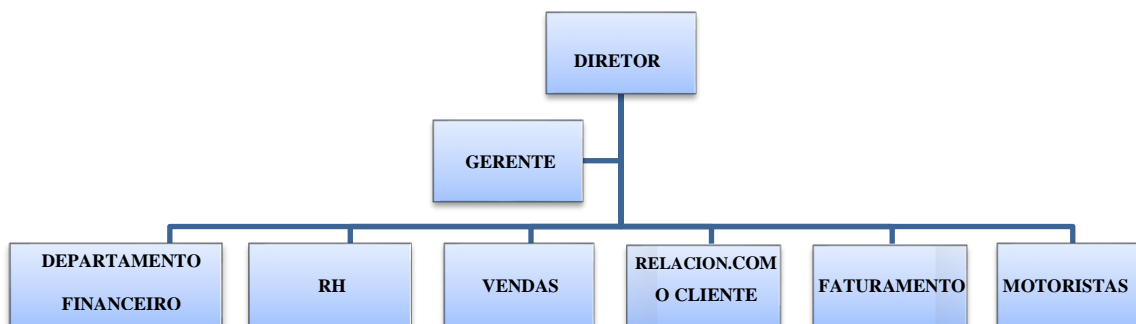 DIRETOR
GERENTE
DEPARTAMENTO
FINANCEIRO
RH
VENDAS
RELACION.COM
O CLIENTE
FATURAMENTO
MOTORISTAS